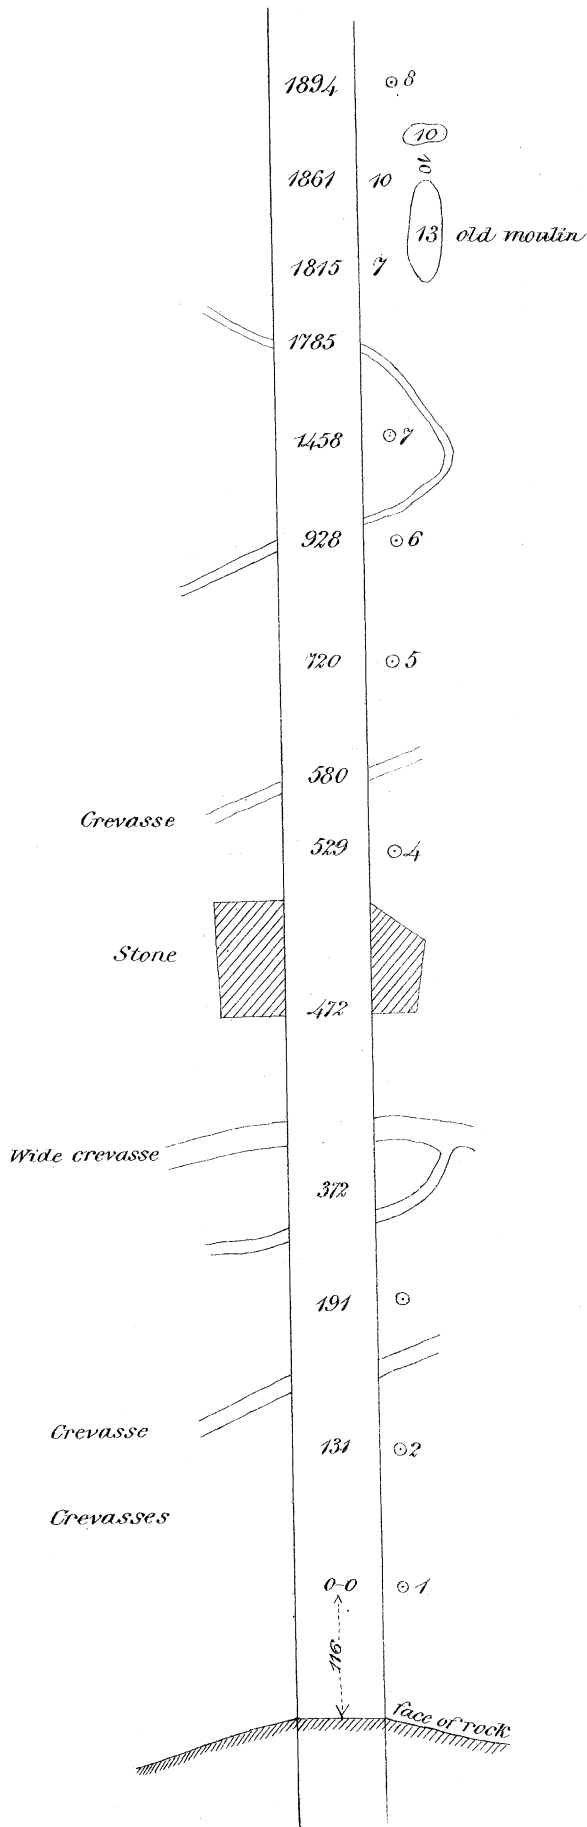 1894 ⊙ 8
10
10
1861 10
13 old moulin
1815 7
1785
1458 ⊙ 7
928 ⊙ 6
720 ⊙ 5
580
Crevasse
529 ⊙ 4
Stone
472
Wide crevasse
372
191 ⊙
Crevasse
131 ⊙ 2
Crevasses
0-0 ⊙ 1
116
face of rock